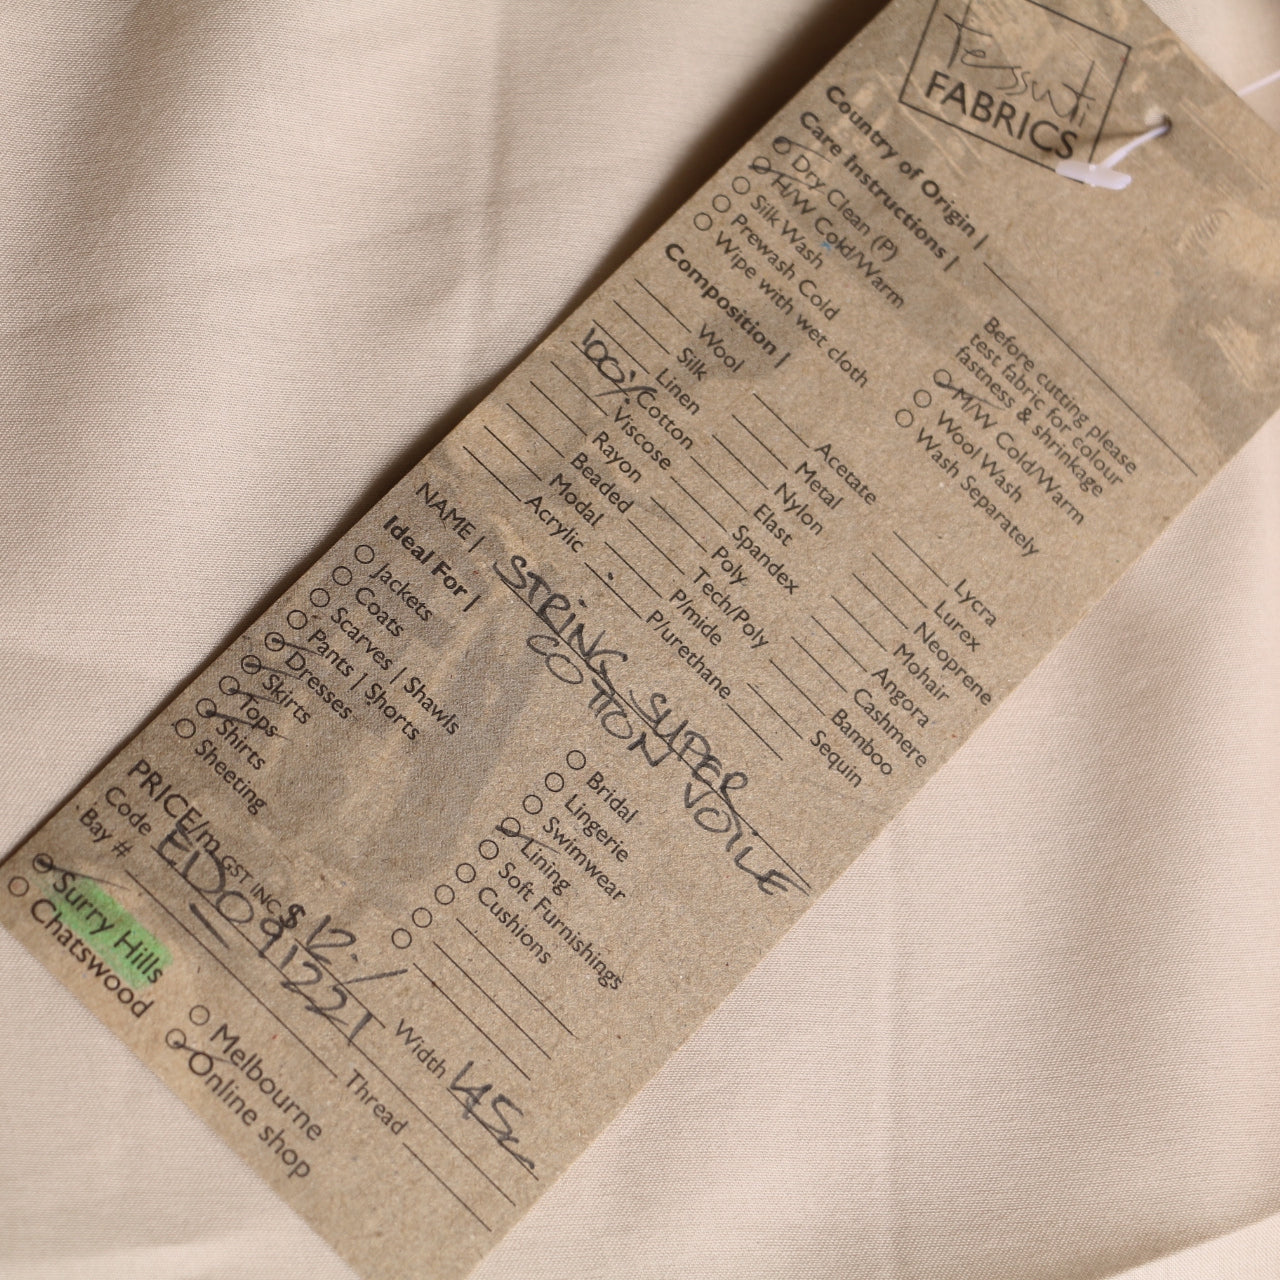 tessuti
FABRICS
Country of Origin |
Care Instructions |
Dry Clean (P)
H/W Cold/Warm
Silk Wash
Prewash Cold
Wipe with wet cloth
Before cutting please
test fabric for colour
fastness & shrinkage
M/W Cold/Warm
Wool Wash
Wash Separately
Composition |
Wool
Silk
Linen
100% Cotton
Viscose
Rayon
Beaded
Modal
Acrylic
Acetate
Metal
Nylon
Elast
Spandex
Poly
Tech/Poly
P/mide
P/urethane
Lycra
Lurex
Neoprene
Mohair
Angora
Cashmere
Bamboo
Sequin
NAME | STRING SUPER
COTTON VOILE
Ideal For |
Jackets
Coats
Scarves | Shawls
Pants | Shorts
Dresses
Skirts
Tops
Shirts
Sheeting
Bridal
Lingerie
Swimwear
Lining
Soft Furnishings
Cushions
PRICE/m GST INC. $ 12./ Width 145
Code EDO91221 Thread
Bay #
Surry Hills
Chatswood
Melbourne
Online shop